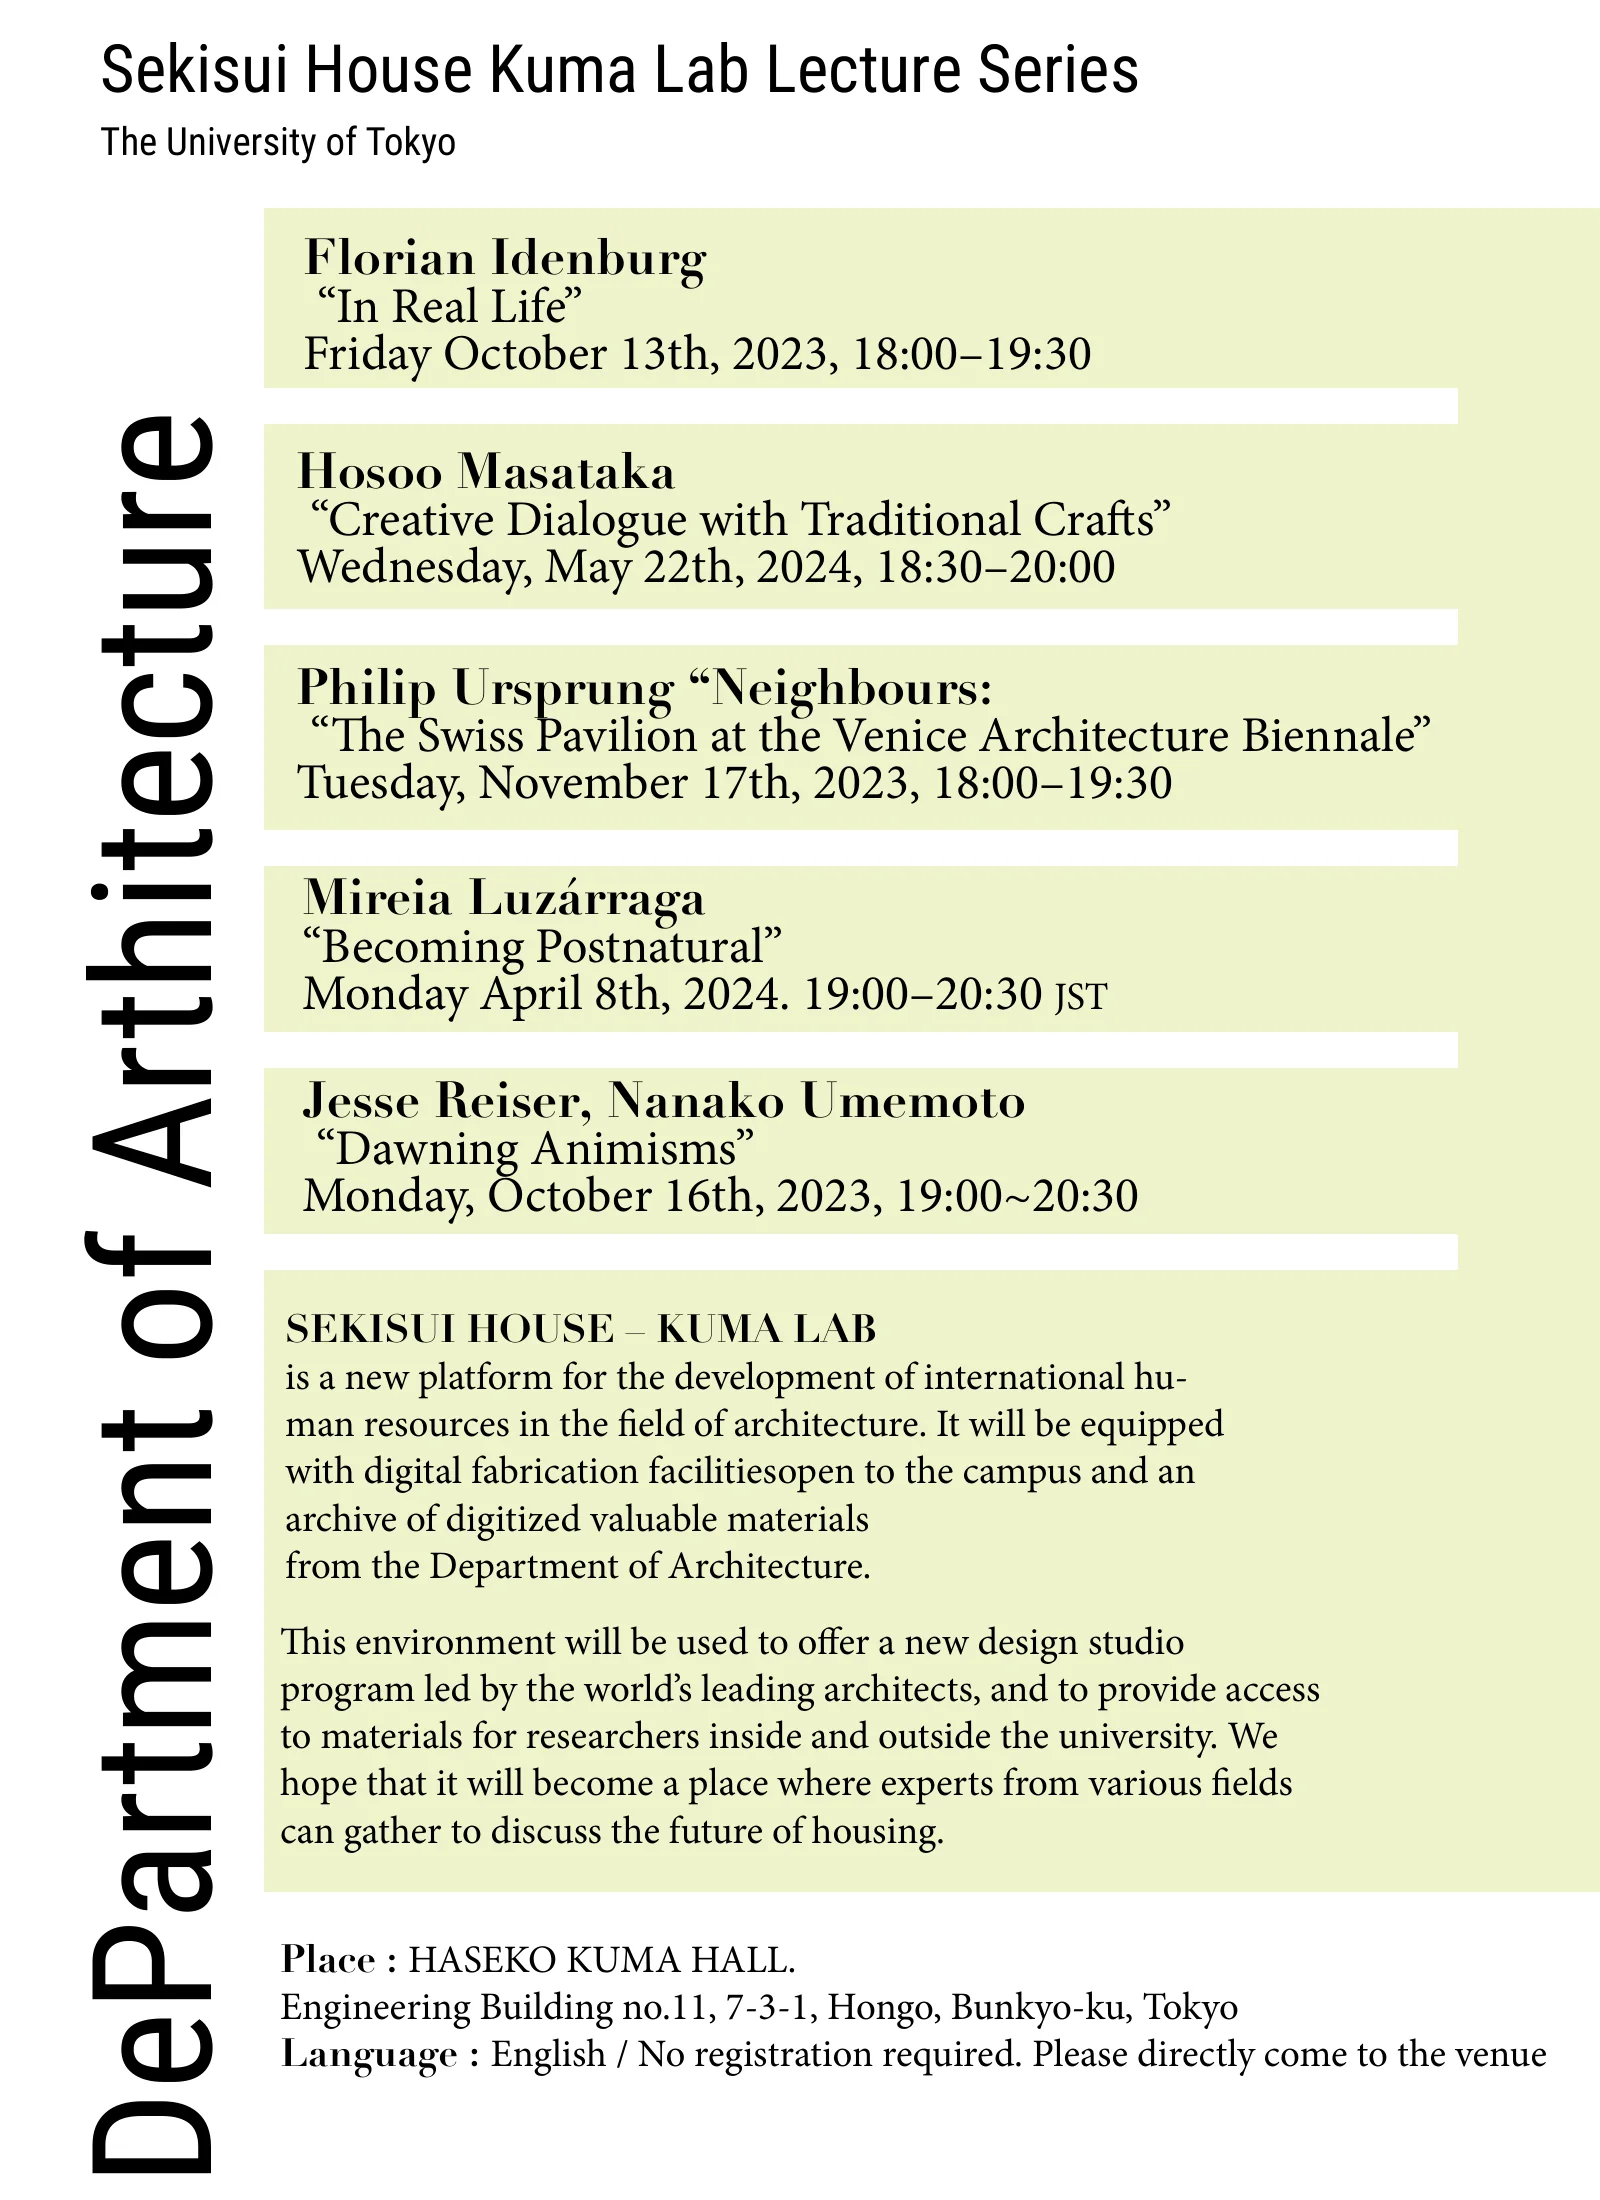 Sekisui House Kuma Lab Lecture Series
The University of Tokyo
DePartment of Arthitecture
Florian Idenburg
“In Real Life”
Friday October 13th, 2023, 18:00–19:30
Hosoo Masataka
“Creative Dialogue with Traditional Crafts”
Wednesday, May 22th, 2024, 18:30–20:00
Philip Ursprung “Neighbours:
“The Swiss Pavilion at the Venice Architecture Biennale”
Tuesday, November 17th, 2023, 18:00–19:30
Mireia Luzárraga
“Becoming Postnatural”
Monday April 8th, 2024. 19:00–20:30 JST
Jesse Reiser, Nanako Umemoto
“Dawning Animisms”
Monday, October 16th, 2023, 19:00~20:30
SEKISUI HOUSE – KUMA LAB
is a new platform for the development of international hu-
man resources in the field of architecture. It will be equipped
with digital fabrication facilitiesopen to the campus and an
archive of digitized valuable materials
from the Department of Architecture.
This environment will be used to offer a new design studio
program led by the world’s leading architects, and to provide access
to materials for researchers inside and outside the university. We
hope that it will become a place where experts from various fields
can gather to discuss the future of housing.
Place : HASEKO KUMA HALL.
Engineering Building no.11, 7-3-1, Hongo, Bunkyo-ku, Tokyo
Language : English / No registration required. Please directly come to the venue